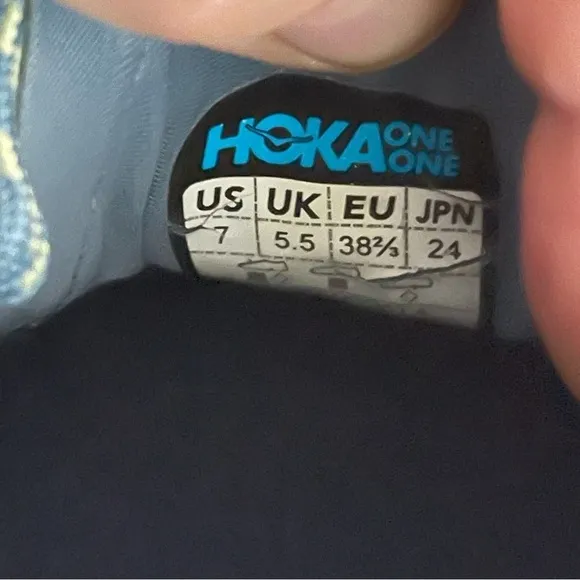 HOKA ONE ONE
US UK EU JPN
7 5.5 38⅔ 24